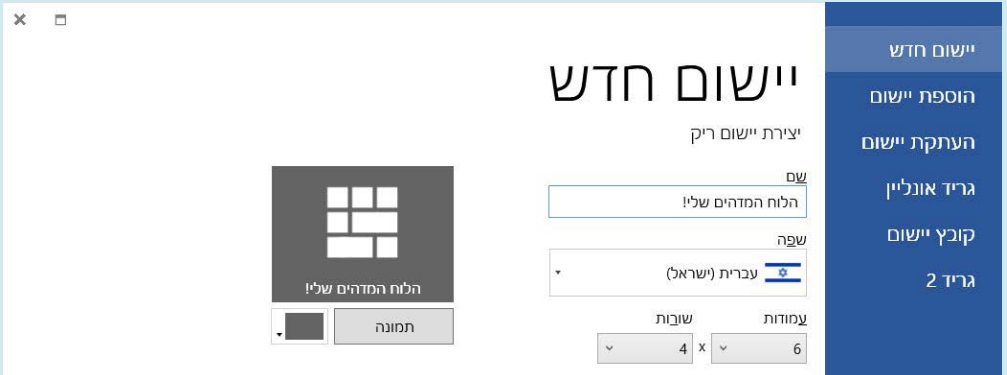 יישום חדש
הוספת יישום
העתקת יישום
גריד אונליין
קובץ יישום
גריד 2
יישום חדש
יצירת יישום ריק
שם
הלוח המדהים שלי!
שפה
עברית (ישראל)
עמודות שורות
6 x 4
הלוח המדהים שלי!
תמונה